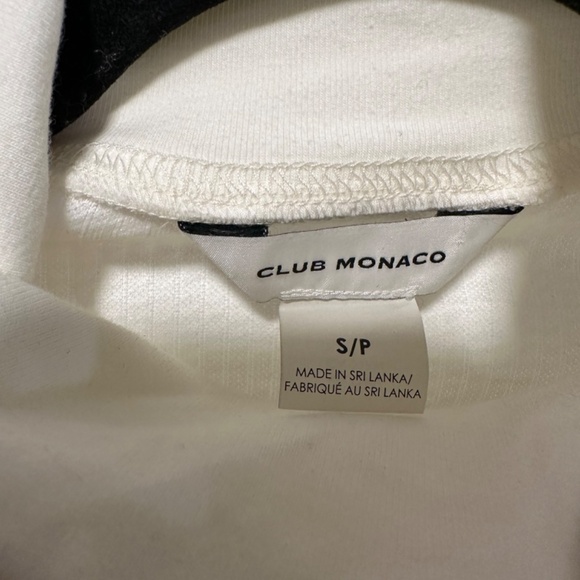 CLUB MONACO
S/P
MADE IN SRI LANKA/
FABRIQUÉ AU SRI LANKA